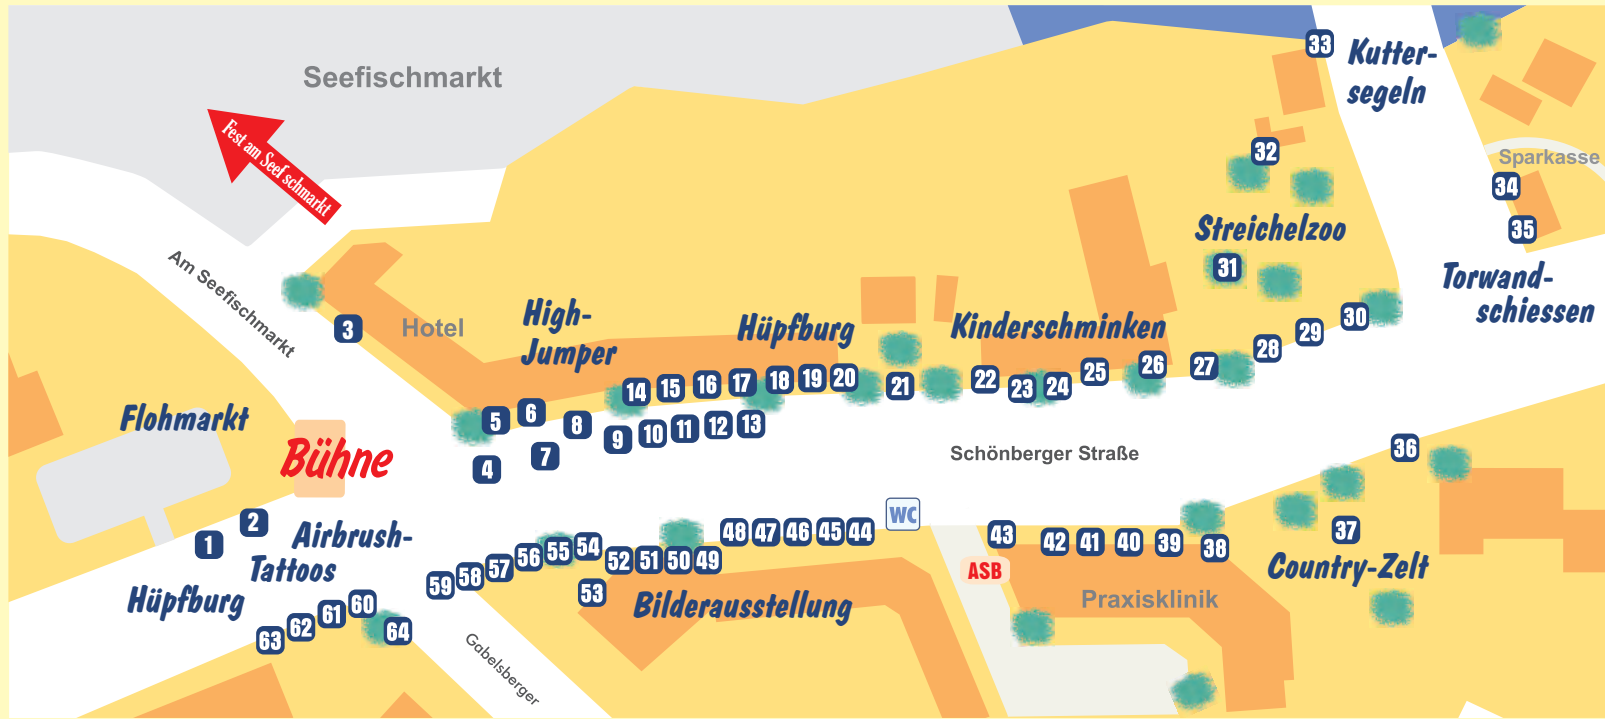 Seefischmarkt
Fest am Seef schmarkt
33
Kutter-
segeln
32
Sparkasse
34
35
Streichelzoo
31
Torwand-
schiessen
Am Seefischmarkt
3
Hotel
High-
Jumper
Hüpfburg
Kinderschminken
30
29
28
27
26
25
24
23
22
21
20
19
18
17
16
15
14
13
12
11
10
9
8
7
6
5
4
Flohmarkt
Bühne
Schönberger Straße
36
37
Country-Zelt
WC
2
1
Airbrush-
Tattoos
Hüpfburg
63
62
61
60
64
59
58
57
56
55
54
53
52
51
50
49
48
47
46
45
44
Bilderausstellung
Gabelsberger
43
42
41
40
39
38
ASB
Praxisklinik